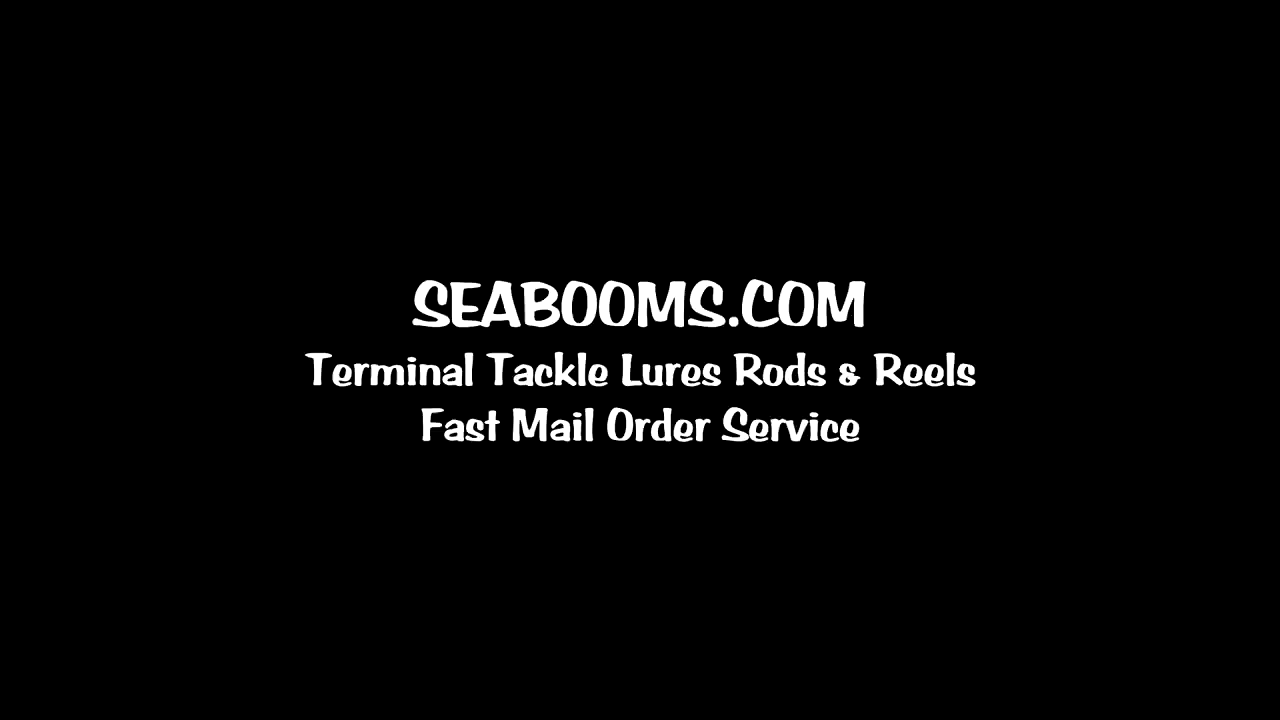 SEABOOMS.COM
Terminal Tackle Lures Rods & Reels
Fast Mail Order Service